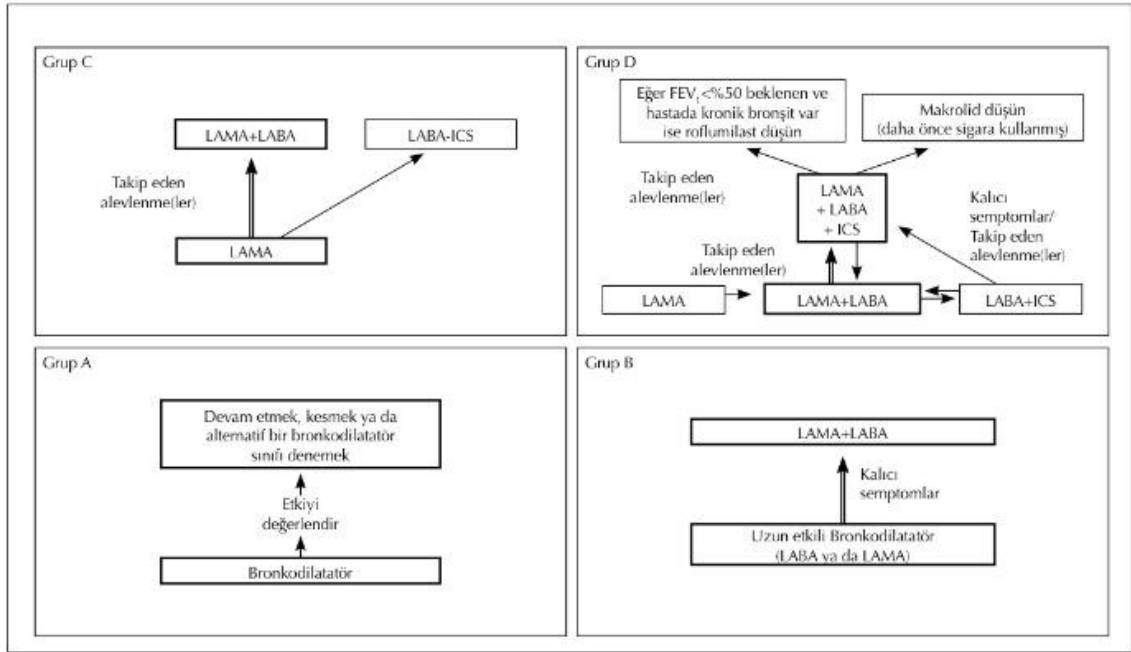 Grup C
LAMA+LABA
LABA-ICS
Takip eden
alevlenme(ler)
LAMA
Grup D
Eğer FEV₁<%50 beklenen ve
hastada kronik bronşit var
ise roflumilast düşün
Makrolid düşün
(daha önce sigara kullanmış)
Takip eden
alevlenme(ler)
LAMA
+ LABA
+ ICS
Kalıcı
semptomlar/
Takip eden
alevlenme(ler)
Takip eden
alevlenme(ler)
LAMA
LAMA+LABA
LABA+ICS
Grup A
Devam etmek, kesmek ya da
alternatif bir bronkodilatatör
sınıfı denemek
Etkiyi
değerlendir
Bronkodilatatör
Grup B
LAMA+LABA
Kalıcı
semptomlar
Uzun etkili Bronkodilatatör
(LABA ya da LAMA)